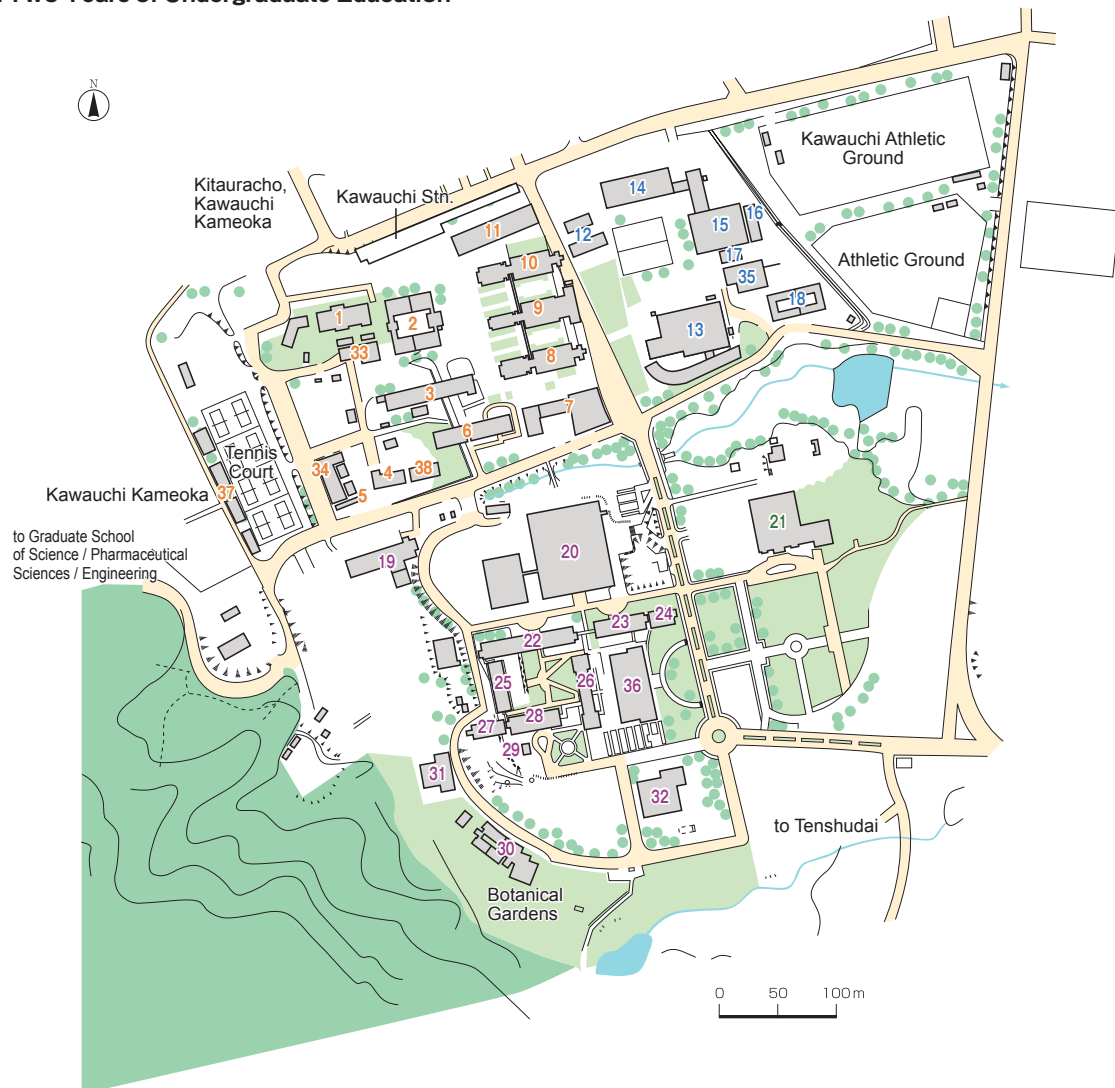 Two Years of Undergraduate Education
N
Kawauchi Athletic
Ground
Kitauracho,
Kawauchi
Kameoka
Kawauchi Stn.
14
16
15
12
11
17
10
35
Athletic Ground
18
9
1
2
13
33
8
3
7
6
Tennis
Court
34
4
38
5
37
Kawauchi Kameoka
21
to Graduate School
of Science / Pharmaceutical
Sciences / Engineering
20
19
24
23
22
25
26
36
28
27
29
31
32
to Tenshudai
30
Botanical
Gardens
0 50 100m